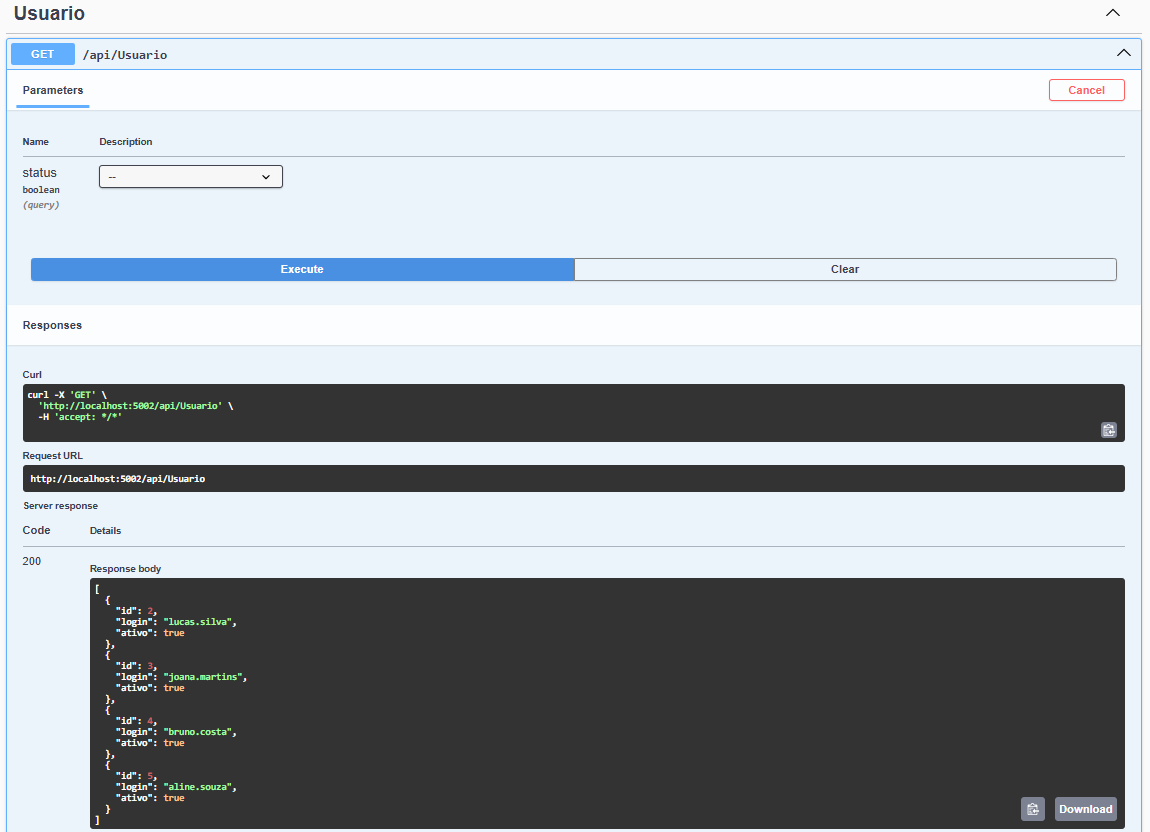 Usuario
GET /api/Usuario
Parameters
Cancel
Name Description
status
boolean
(query)
--
Execute
Clear
Responses
Curl
curl -X 'GET' \
  'http://localhost:5002/api/Usuario' \
  -H 'accept: */*'
Request URL
http://localhost:5002/api/Usuario
Server response
Code Details
200
Response body
[
  {
    "id": 2,
    "login": "lucas.silva",
    "ativo": true
  },
  {
    "id": 3,
    "login": "joana.martins",
    "ativo": true
  },
  {
    "id": 4,
    "login": "bruno.costa",
    "ativo": true
  },
  {
    "id": 5,
    "login": "aline.souza",
    "ativo": true
  }
]
Download